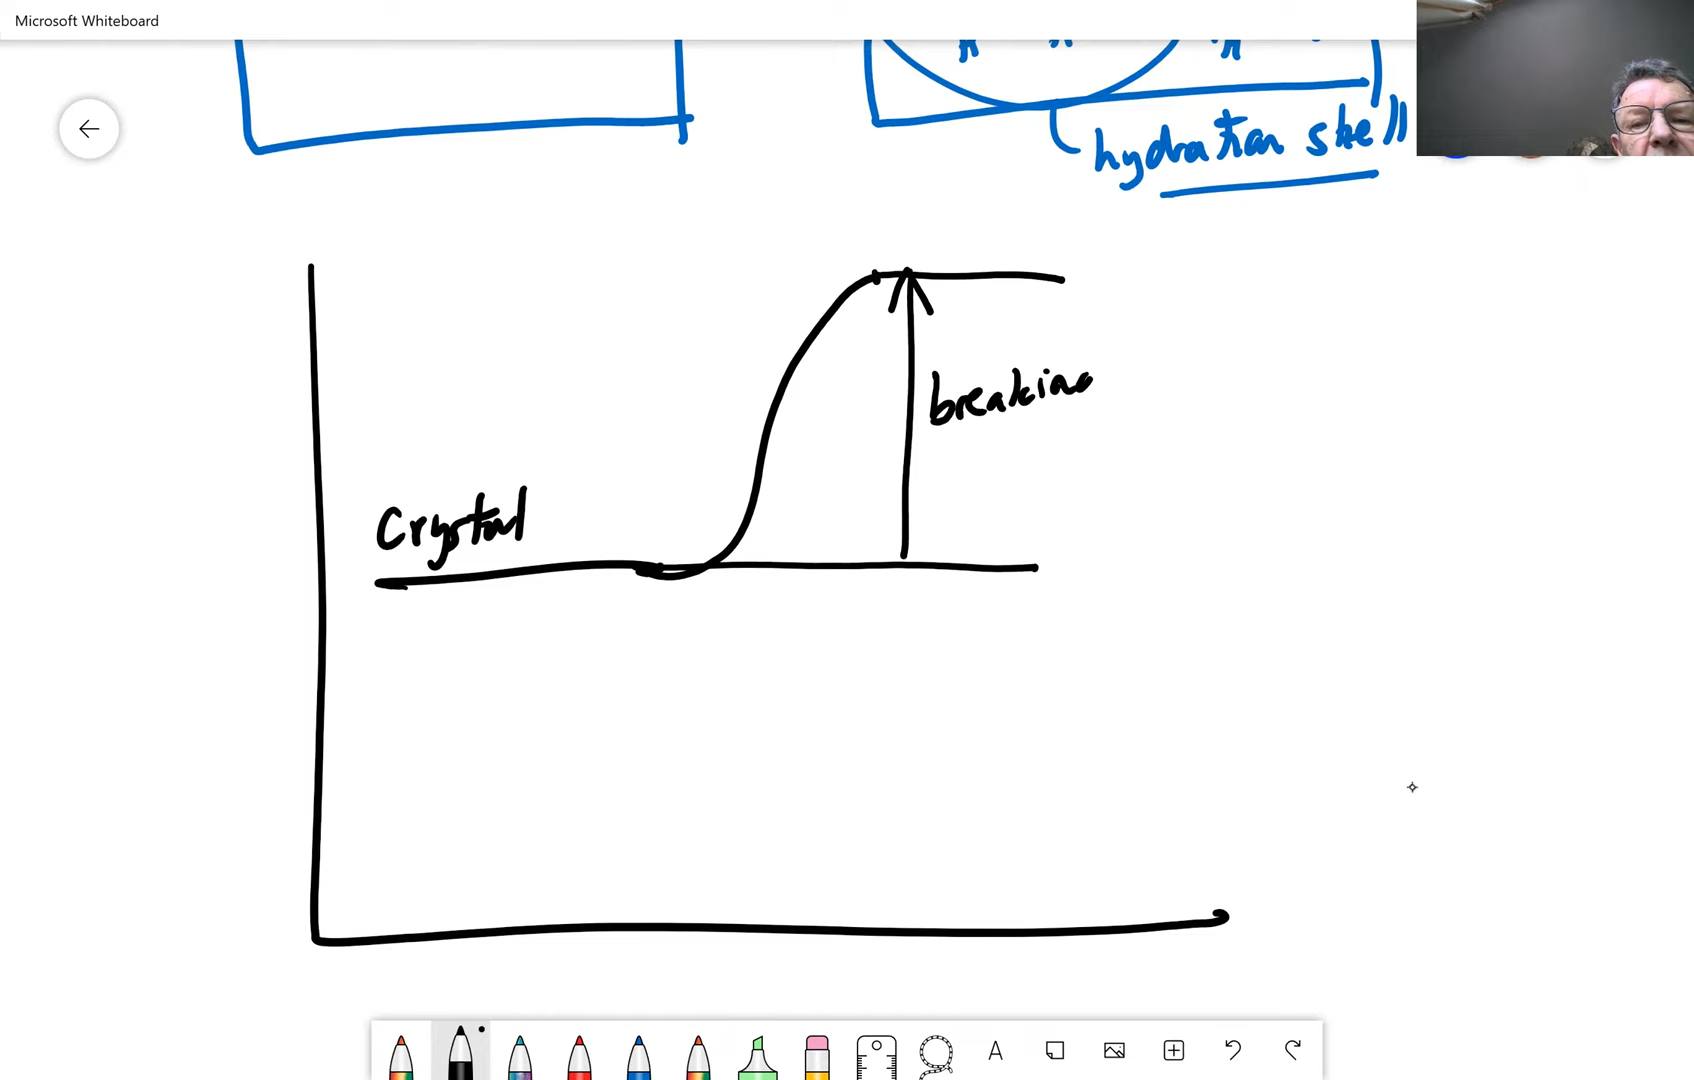 Microsoft Whiteboard
hydration shell
breaking
Crystal
A